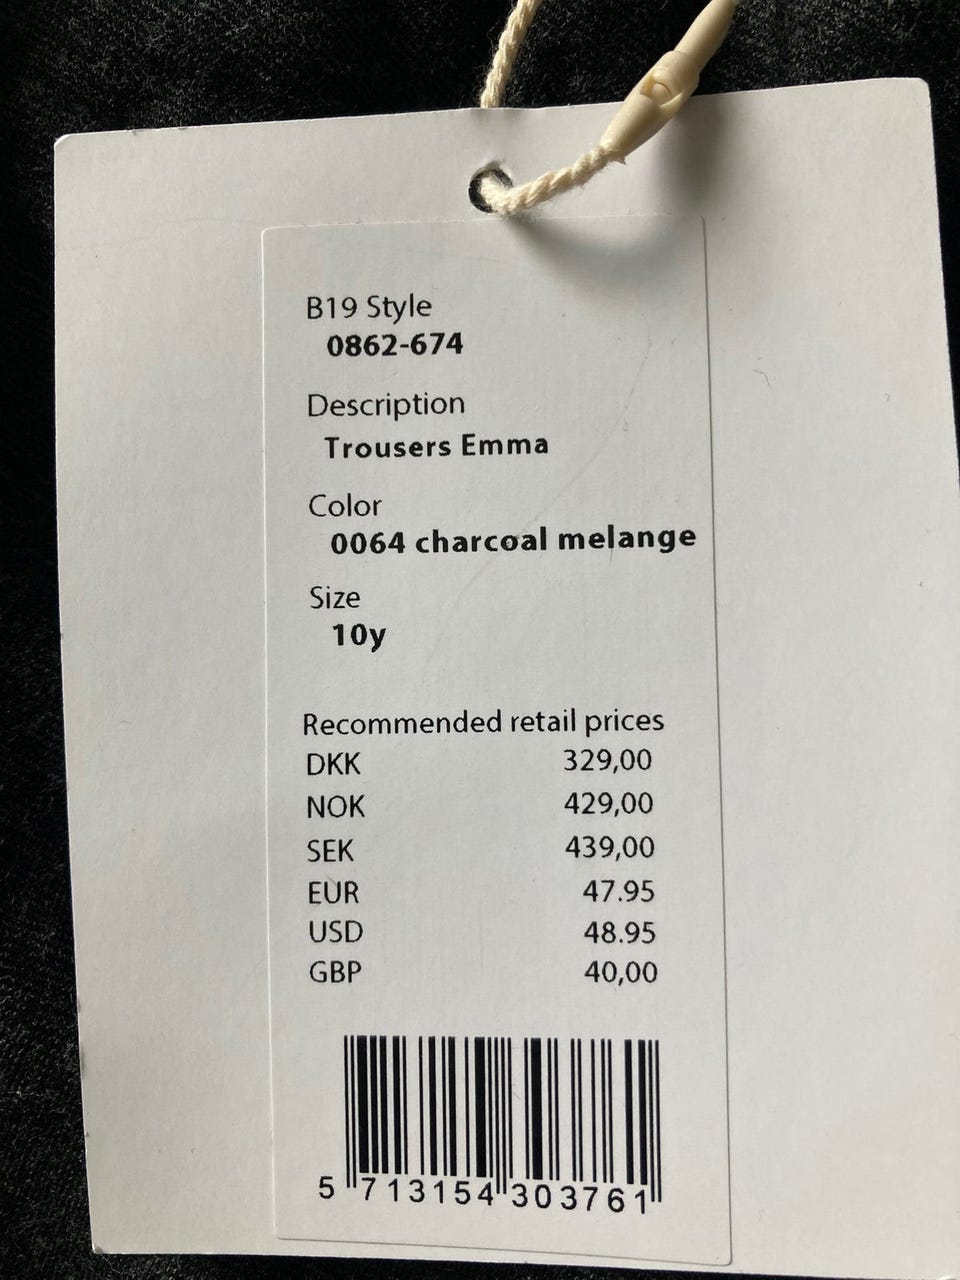 B19 Style
0862-674
Description
Trousers Emma
Color
0064 charcoal melange
Size
10y
Recommended retail prices
DKK 329,00
NOK 429,00
SEK 439,00
EUR 47.95
USD 48.95
GBP 40,00
5 713154 303761